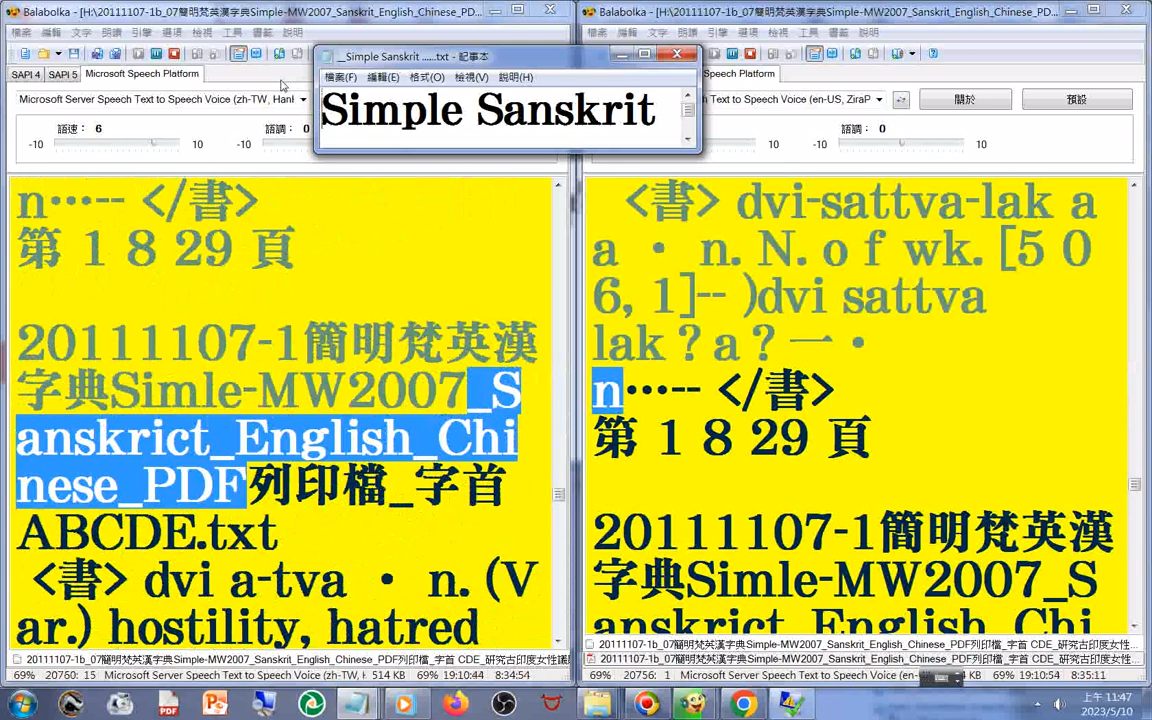 Balabolka - [H:\20111107-1b_07簡明梵英漢字典Simple-MW2007_Sanskrit_English_Chinese_PD...
檔案 編輯 文字 朗讀 引擎 選項 檢視 工具 書籤 說明
SAPI 4 SAPI 5 Microsoft Speech Platform
Microsoft Server Speech Text to Speech Voice (zh-TW, Han
語速： 6 語調： 0
-10 10 -10
n⋯-- </書>
第 1 8 29 頁
20111107-1簡明梵英漢
字典Simle-MW2007_S
anskrict_English_Chi
nese_PDF列印檔_字首
ABCDE.txt
<書> dvi a-tva ・ n. (V
ar.) hostility, hatred
20111107-1b_07簡明梵英漢字典Simple-MW2007_Sanskrit_English_Chinese_PDF列印檔_字首 CDE_研究古印度女性
69% 20760: 15 Microsoft Server Speech Text to Speech Voice (zh-TW, H 514 KB 69% 19:10:44 8:34:54
__Simple Sanskrit ......txt - 記事本
檔案(F) 編輯(E) 格式(O) 檢視(V) 說明(H)
Simple Sanskrit
Balabolka - [H:\20111107-1b_07簡明梵英漢字典Simple-MW2007_Sanskrit_English_Chinese_PD...
檔案 編輯 文字 朗讀 引擎 選項 檢視 工具 書籤 說明
Speech Platform
h Text to Speech Voice (en-US, ZiraP 關於 預設
語調： 0
10 -10 10
<書> dvi-sattva-lak a
a ・ n. N. o f wk. [5 0
6, 1]-- )dvi sattva
lak？a？一・
n⋯-- </書>
第 1 8 29 頁
20111107-1簡明梵英漢
字典Simle-MW2007_S
anskrict_English_Chi
20111107-1b_07簡明梵英漢字典Simple-MW2007_Sanskrit_English_Chinese_PDF列印檔_字首 CDE_研究古印度女性...
20111107-1b_07簡明梵英漢字典Simple-MW2007_Sanskrit_English_Chinese_PDF列印檔_字首 CDE_研究古印度女性...
69% 20756: 1 Microsoft Server Speech Text to Speech Voice (en-US, KB 69% 19:10:54 8:35:11
上午 11:47
2023/5/10